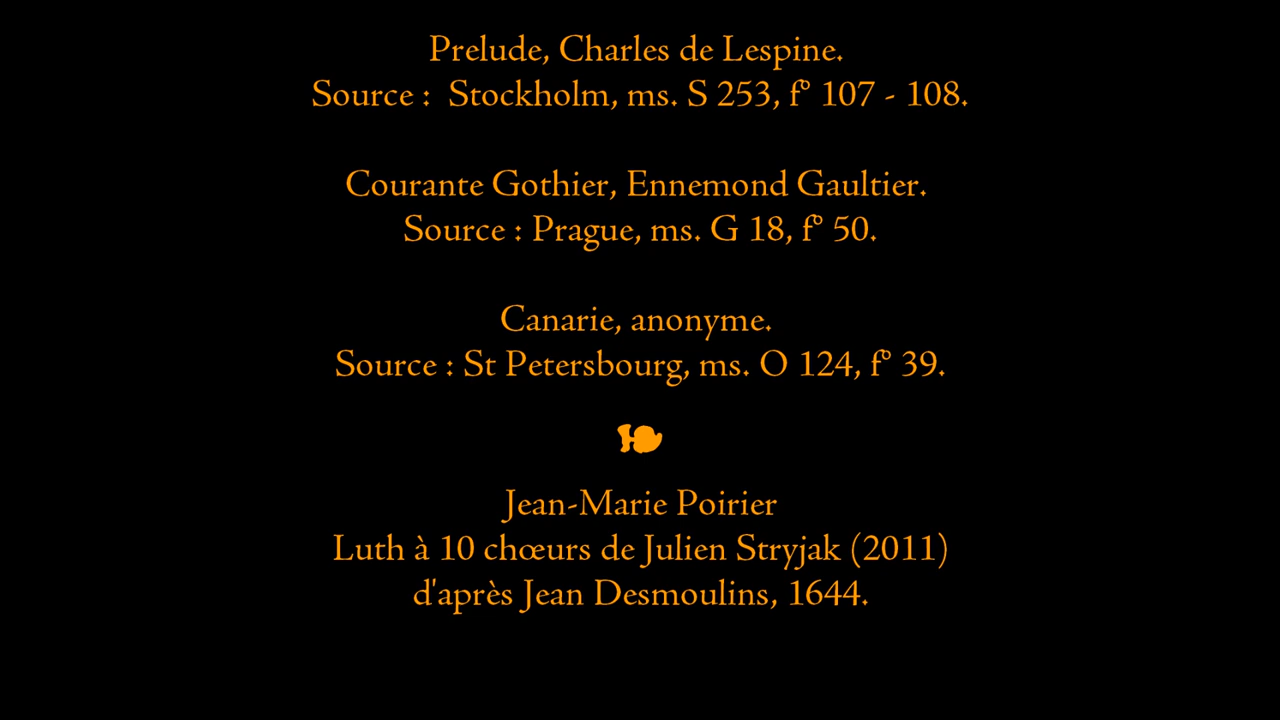 Prelude, Charles de Lespine.
Source :  Stockholm, ms. S 253, f° 107 - 108.
Courante Gothier, Ennemond Gaultier.
Source : Prague, ms. G 18, f° 50.
Canarie, anonyme.
Source : St Petersbourg, ms. O 124, f° 39.
Jean-Marie Poirier
Luth à 10 chœurs de Julien Stryjak (2011)
d'après Jean Desmoulins, 1644.